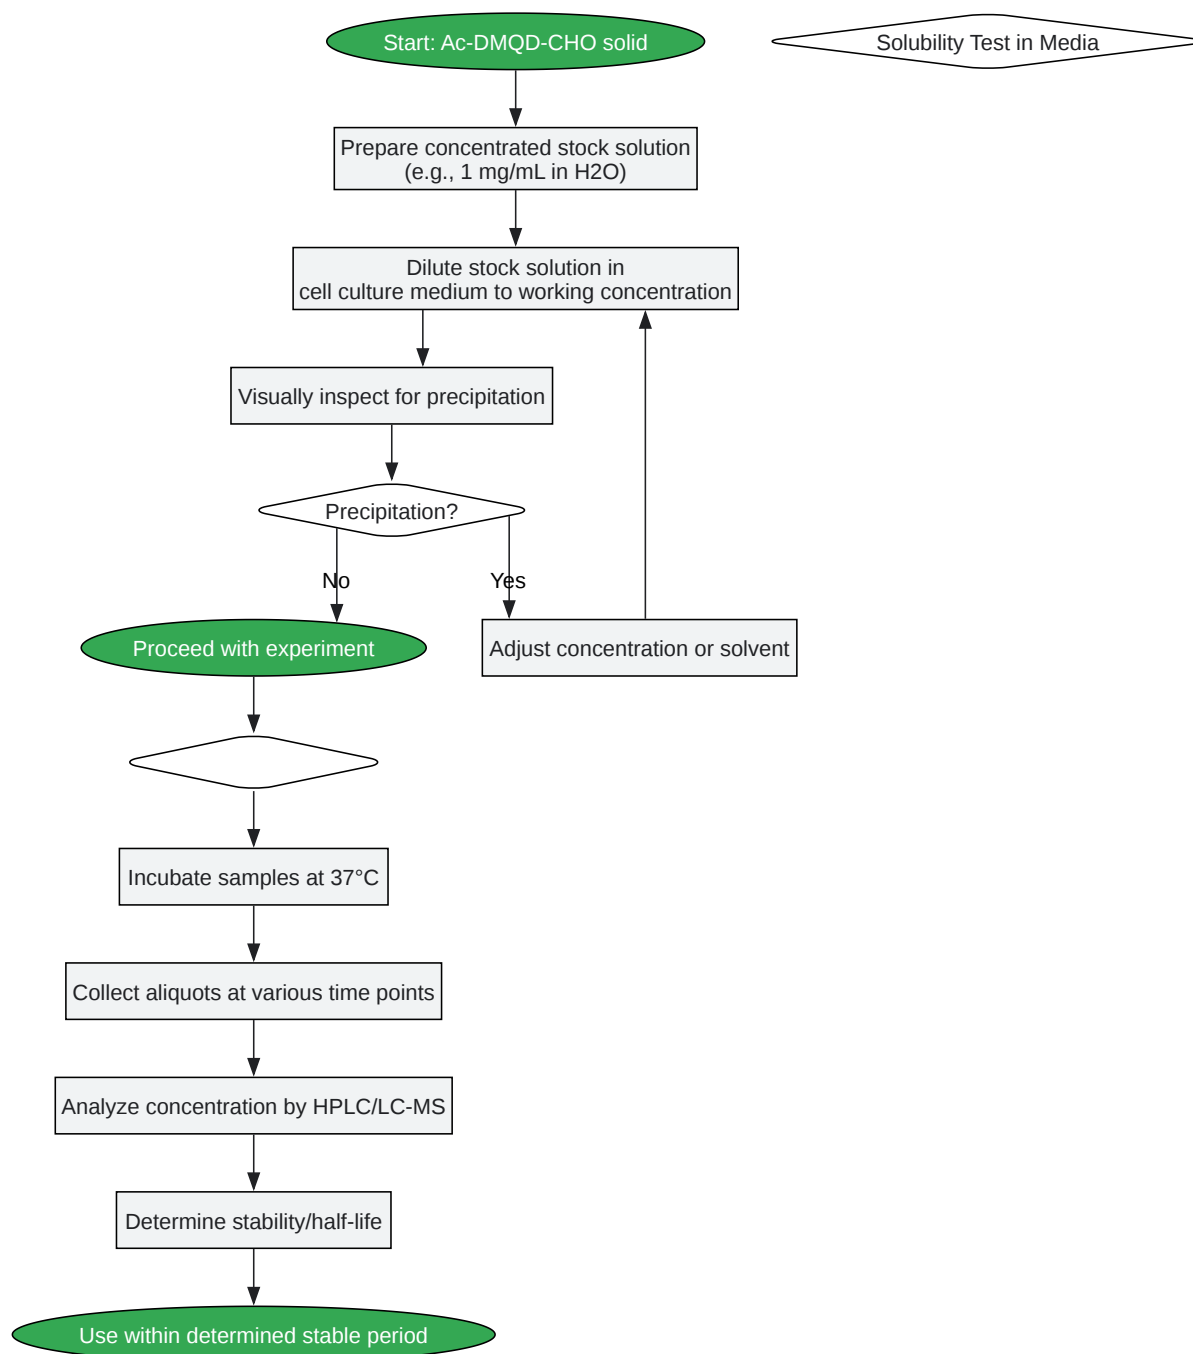 Start: Ac-DMQD-CHO solid
Solubility Test in Media
Prepare concentrated stock solution
(e.g., 1 mg/mL in H2O)
Dilute stock solution in
cell culture medium to working concentration
Visually inspect for precipitation
Precipitation?
No
Yes
Proceed with experiment
Adjust concentration or solvent
Incubate samples at 37°C
Collect aliquots at various time points
Analyze concentration by HPLC/LC-MS
Determine stability/half-life
Use within determined stable period